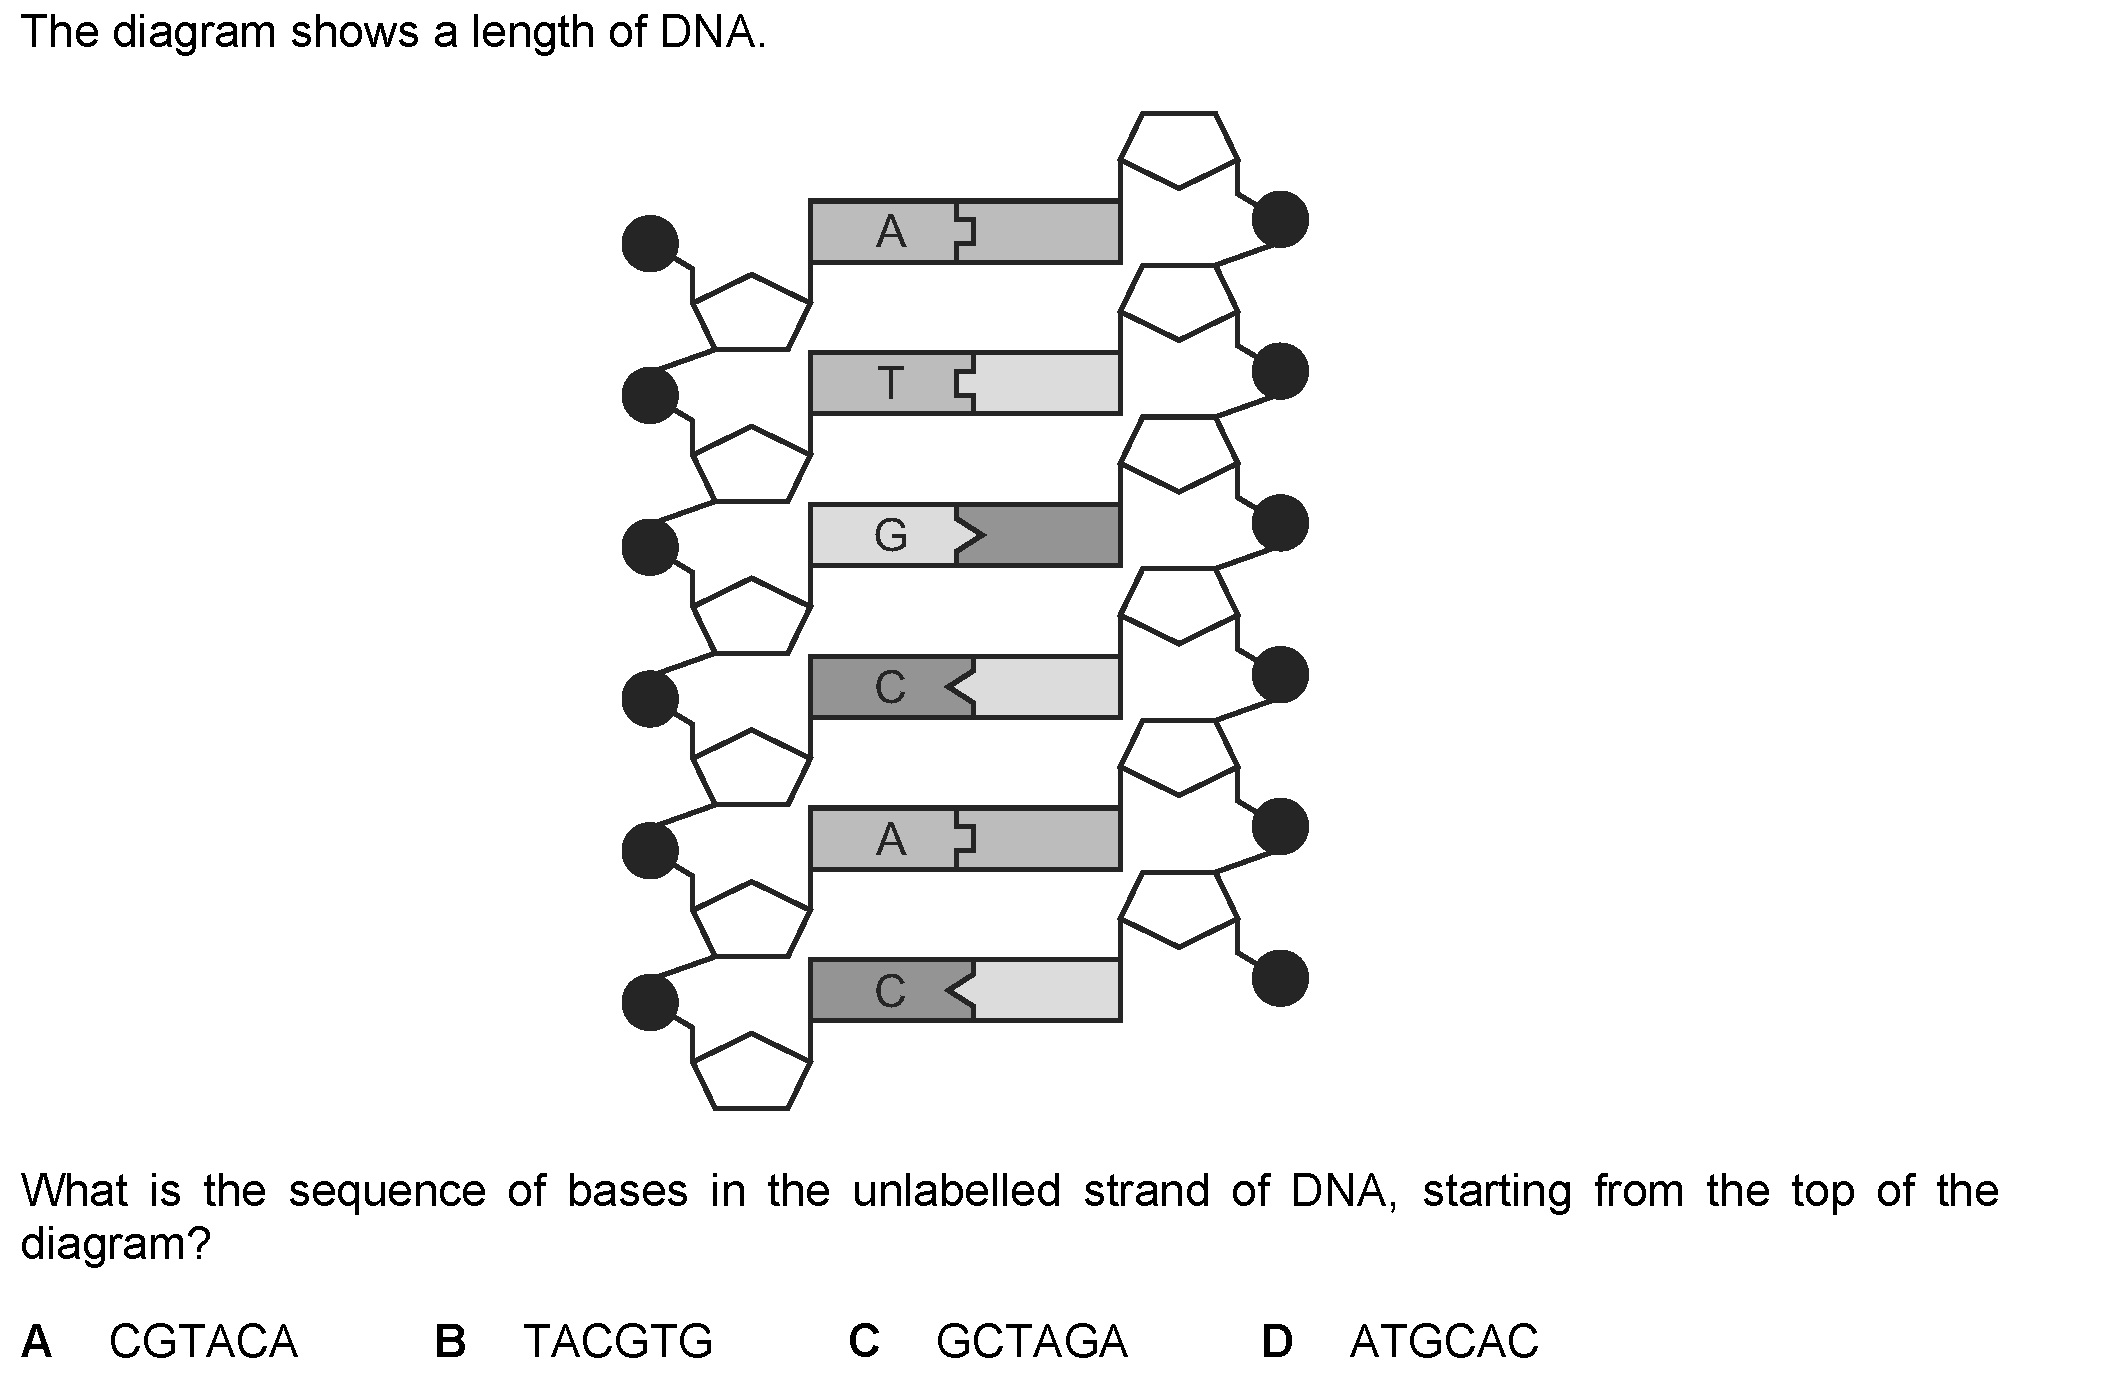 The diagram shows a length of DNA.
A
T
G
C
A
C
What is the sequence of bases in the unlabelled strand of DNA, starting from the top of the
diagram?
A CGTACA B TACGTG C GCTAGA D ATGCAC